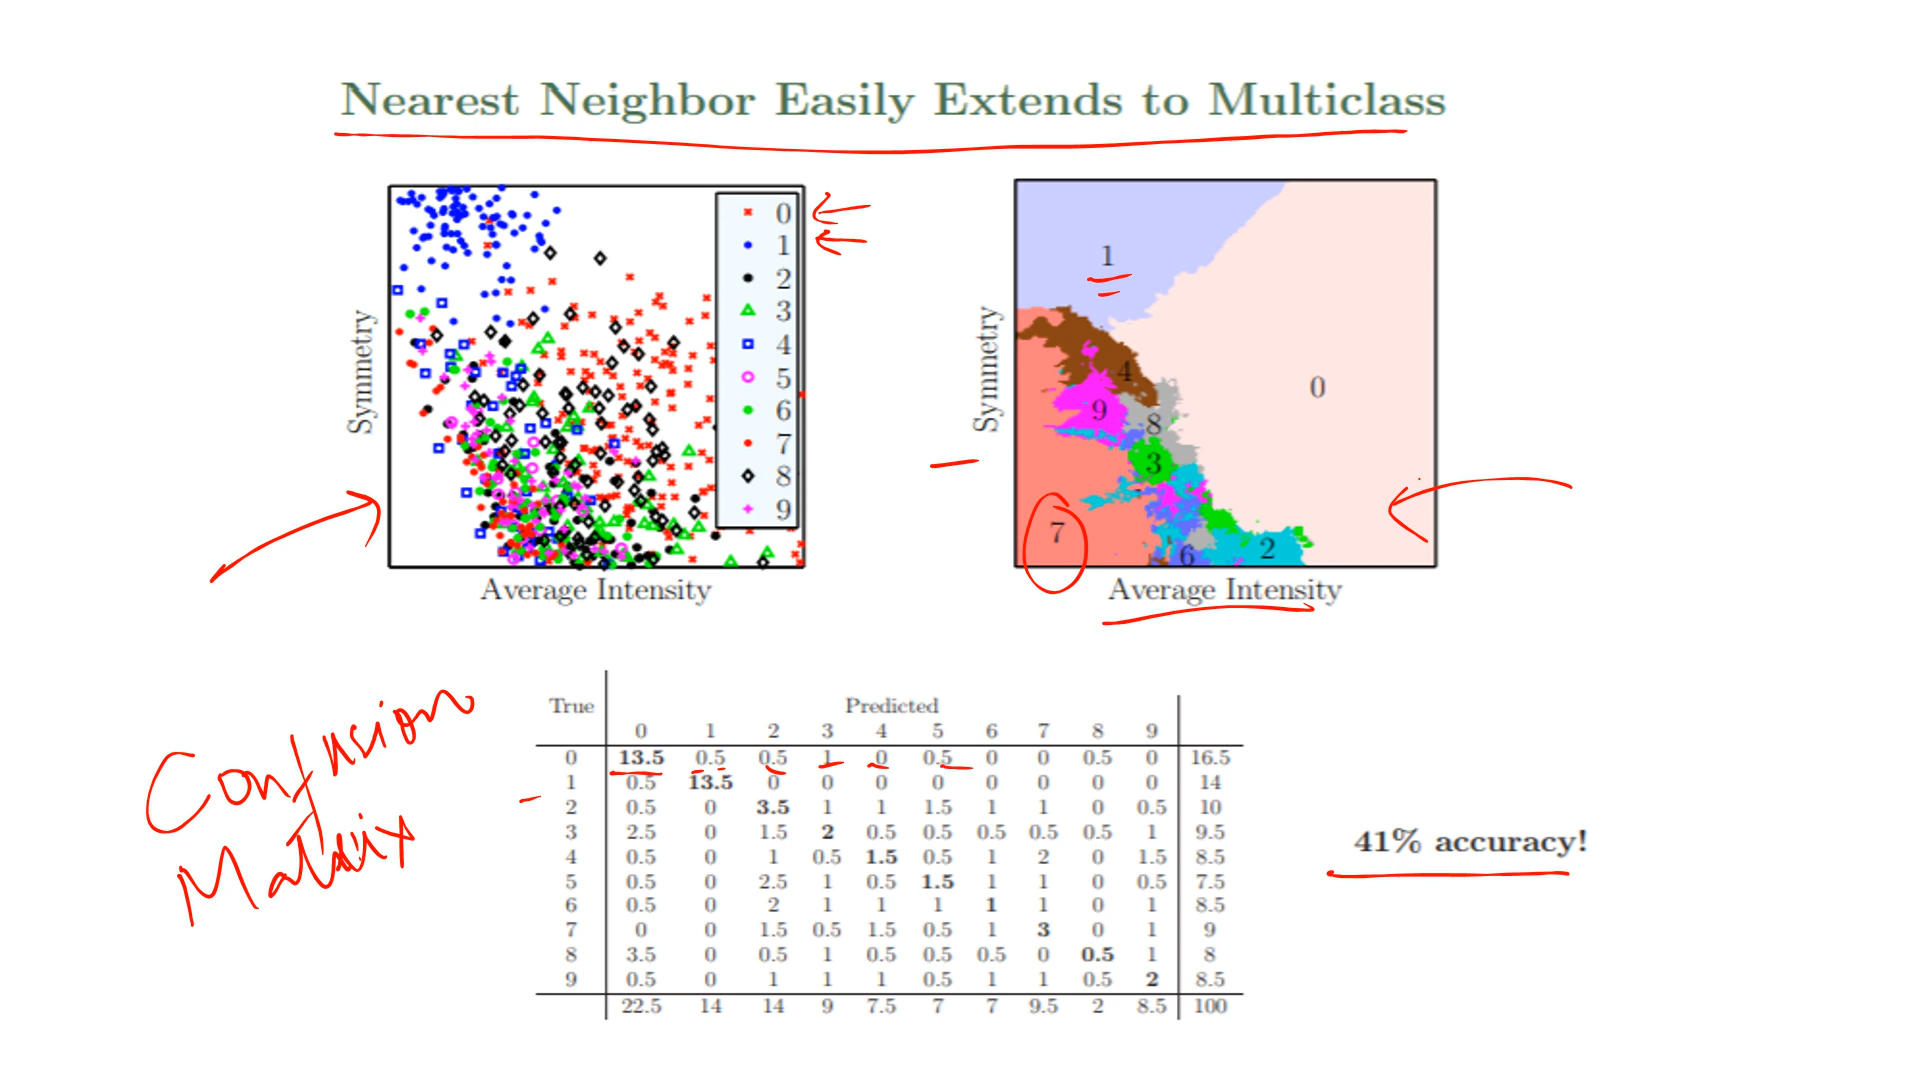 Nearest Neighbor Easily Extends to Multiclass
0
1
2
3
4
5
6
7
8
9
Symmetry
Average Intensity
1
4
0
9
8
3
7
6
2
Symmetry
Average Intensity
Confusion
Matrix
True Predicted
0 1 2 3 4 5 6 7 8 9
0 13.5 0.5 0.5 1 0 0.5 0 0 0.5 0 16.5
1 0.5 13.5 0 0 0 0 0 0 0 0 14
2 0.5 0 3.5 1 1 1.5 1 1 0 0.5 10
3 2.5 0 1.5 2 0.5 0.5 0.5 0.5 0.5 1 9.5
4 0.5 0 1 0.5 1.5 0.5 1 2 0 1.5 8.5
5 0.5 0 2.5 1 0.5 1.5 1 1 0 0.5 7.5
6 0.5 0 2 1 1 1 1 1 0 1 8.5
7 0 0 1.5 0.5 1.5 0.5 1 3 0 1 9
8 3.5 0 0.5 1 0.5 0.5 0.5 0 0.5 1 8
9 0.5 0 1 1 1 0.5 1 1 0.5 2 8.5
22.5 14 14 9 7.5 7 7 9.5 2 8.5 100
41% accuracy!